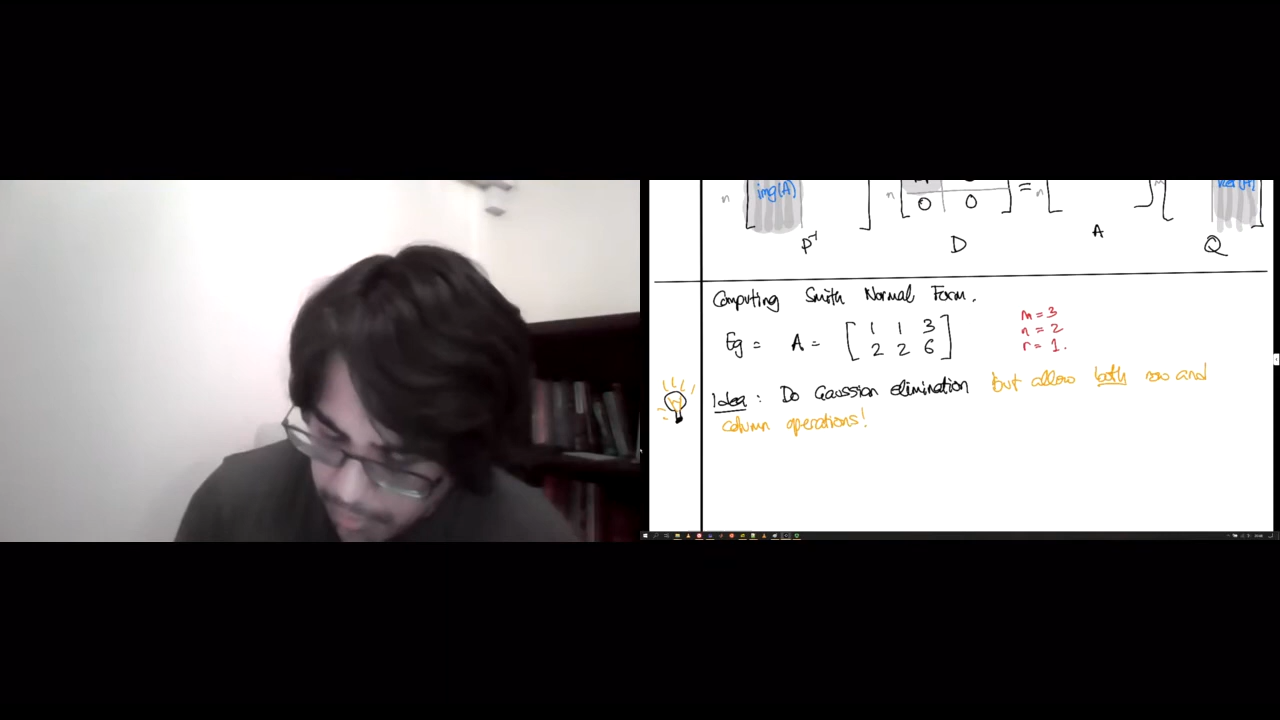 n img(A) n 0 0 = n
P⁻¹ D A Q
Computing Smith Normal Form.
Eg = A = [ 1 1 3
2 2 6 ]
m = 3
n = 2
r = 1.
Idea : Do Gaussian elimination but allow both row and
column operations!